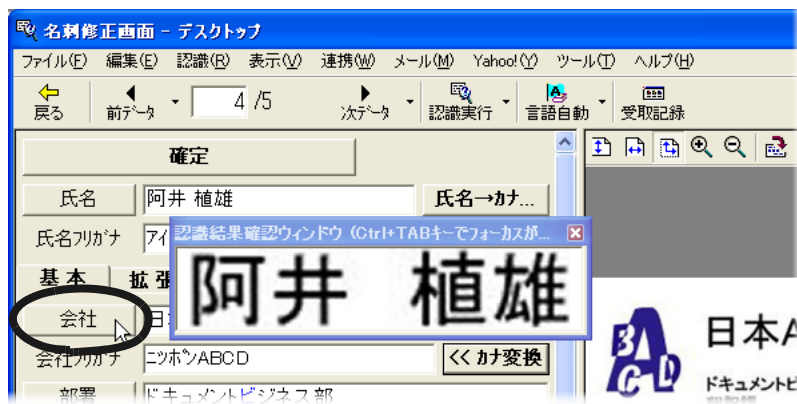 名刺修正画面 - デスクトップ
ファイル(F) 編集(E) 認識(R) 表示(V) 連携(W) メール(M) Yahoo!(Y) ツール(T) ヘルプ(H)
戻る 前ﾃﾞｰﾀ 4 /5 次ﾃﾞｰﾀ 認識実行 言語自動 受取記録
確定
氏名 阿井 植雄 氏名→ｶﾅ...
氏名ﾌﾘｶﾞﾅ アイ
認識結果確認ウィンドウ (Ctrl+TABキーでフォーカスが...
阿井 植雄
基本 拡張
会社 日
会社ﾌﾘｶﾞﾅ ニッポンABCD << ｶﾅ変換
部署 ドキュメントビジネス部
ABCD
日本A
ドキュメントビ